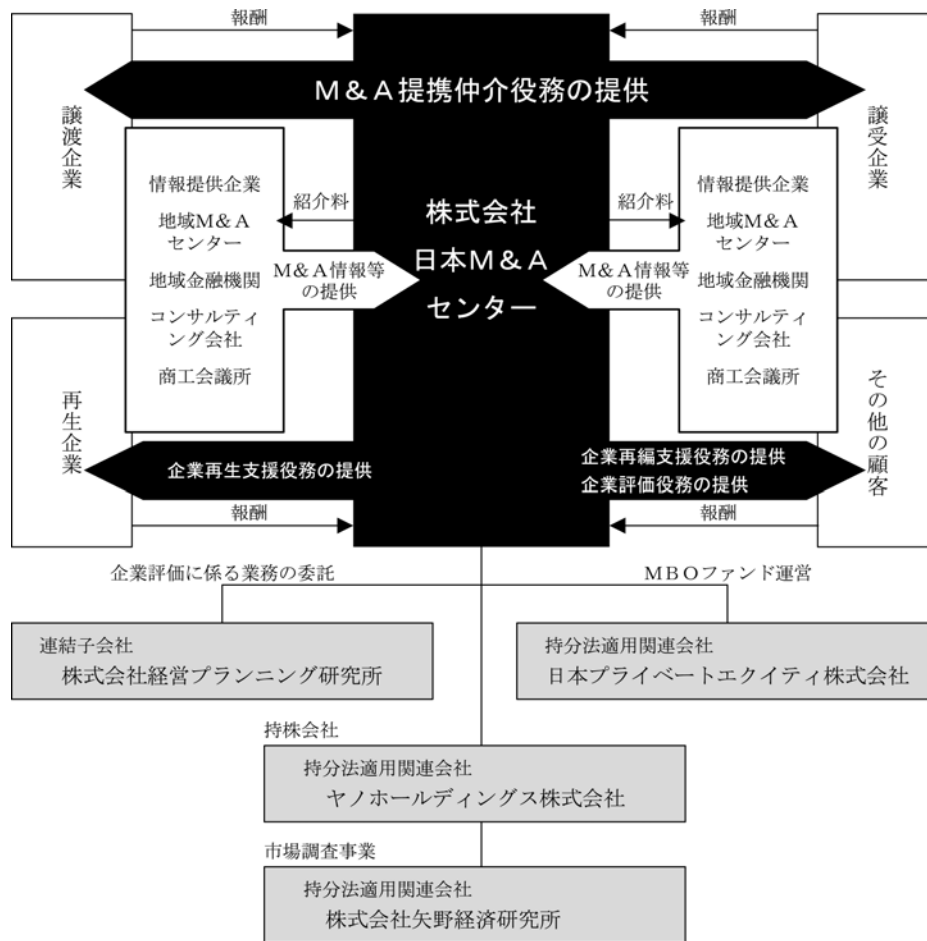 報酬
報酬
M&A提携仲介役務の提供
譲渡企業
譲受企業
情報提供企業
地域M&A
センター
地域金融機関
コンサルティ
ング会社
商工会議所
紹介料
M&A情報等
の提供
株式会社
日本M&A
センター
紹介料
M&A情報等
の提供
情報提供企業
地域M&A
センター
地域金融機関
コンサルティ
ング会社
商工会議所
再生企業
その他の顧客
企業再生支援役務の提供
企業再編支援役務の提供
企業評価役務の提供
報酬
報酬
企業評価に係る業務の委託
MBOファンド運営
連結子会社
株式会社経営プランニング研究所
持分法適用関連会社
日本プライベートエクイティ株式会社
持株会社
持分法適用関連会社
ヤノホールディングス株式会社
市場調査事業
持分法適用関連会社
株式会社矢野経済研究所